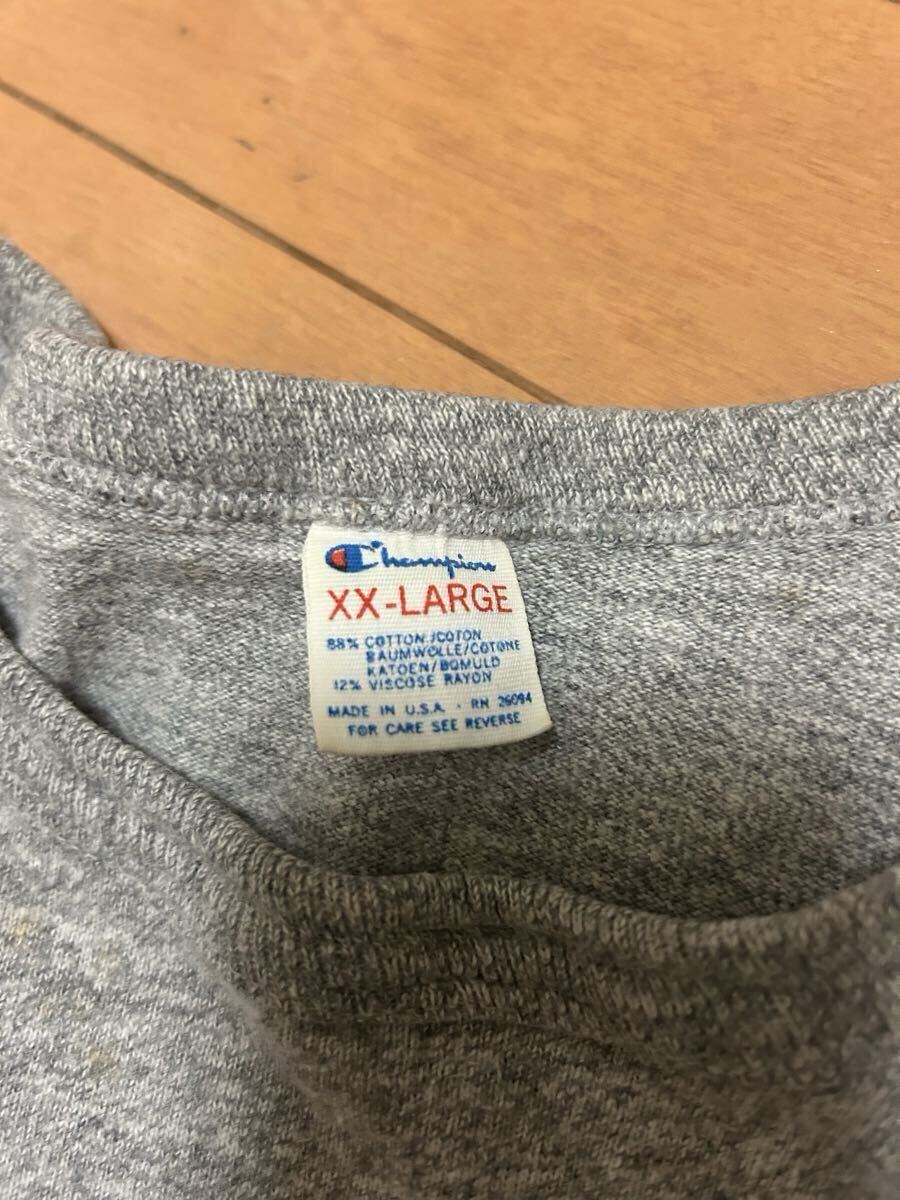 Champion
XX-LARGE
88% COTTON/COTON
BAUMWOLLE/COTONE
KATOEN/BOMULD
12% VISCOSE RAYON
MADE IN U.S.A. · RN 26094
FOR CARE SEE REVERSE